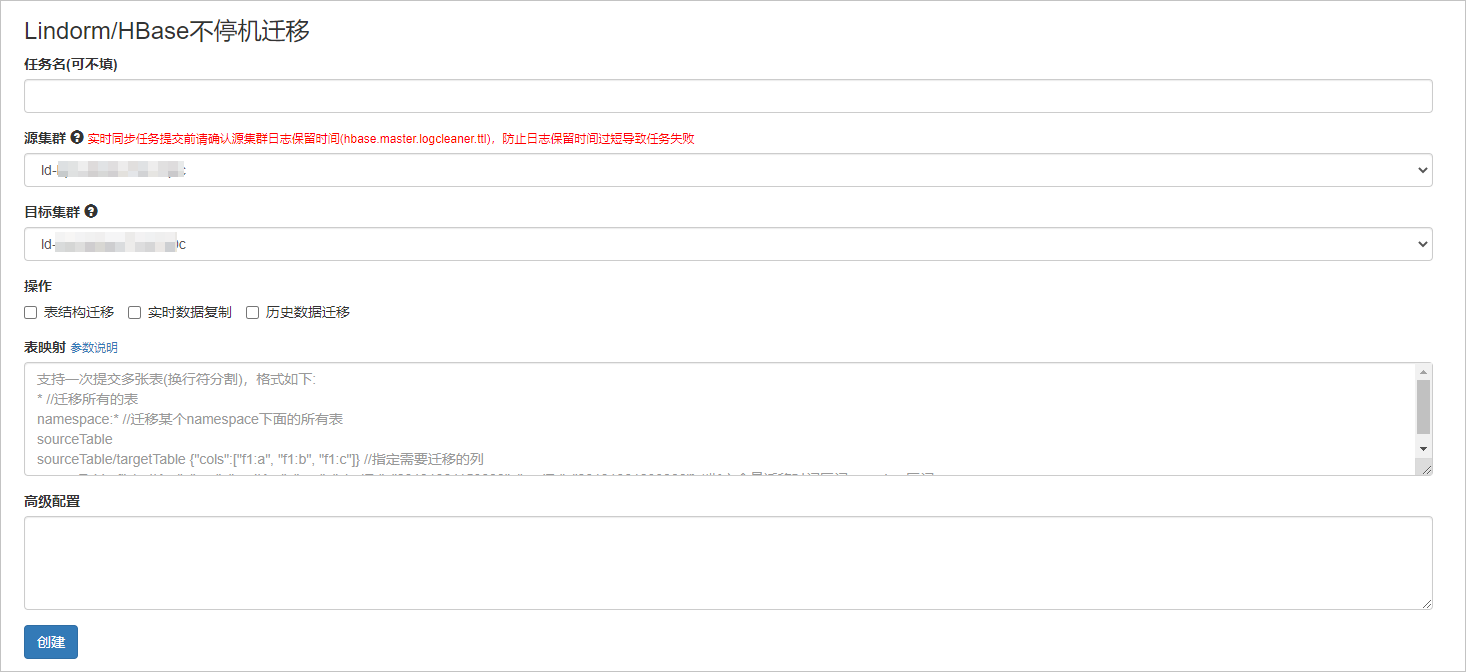 Lindorm/HBase不停机迁移
任务名(可不填)
源集群 实时同步任务提交前请确认源集群日志保留时间(hbase.master.logcleaner.ttl)，防止日志保留时间过短导致任务失败
ld-
目标集群
ld- c
操作
表结构迁移 实时数据复制 历史数据迁移
表映射 参数说明
支持一次提交多张表(换行符分割)，格式如下:
* //迁移所有的表
namespace:* //迁移某个namespace下面的所有表
sourceTable
sourceTable/targetTable {"cols":["f1:a", "f1:b", "f1:c"]} //指定需要迁移的列
高级配置
创建